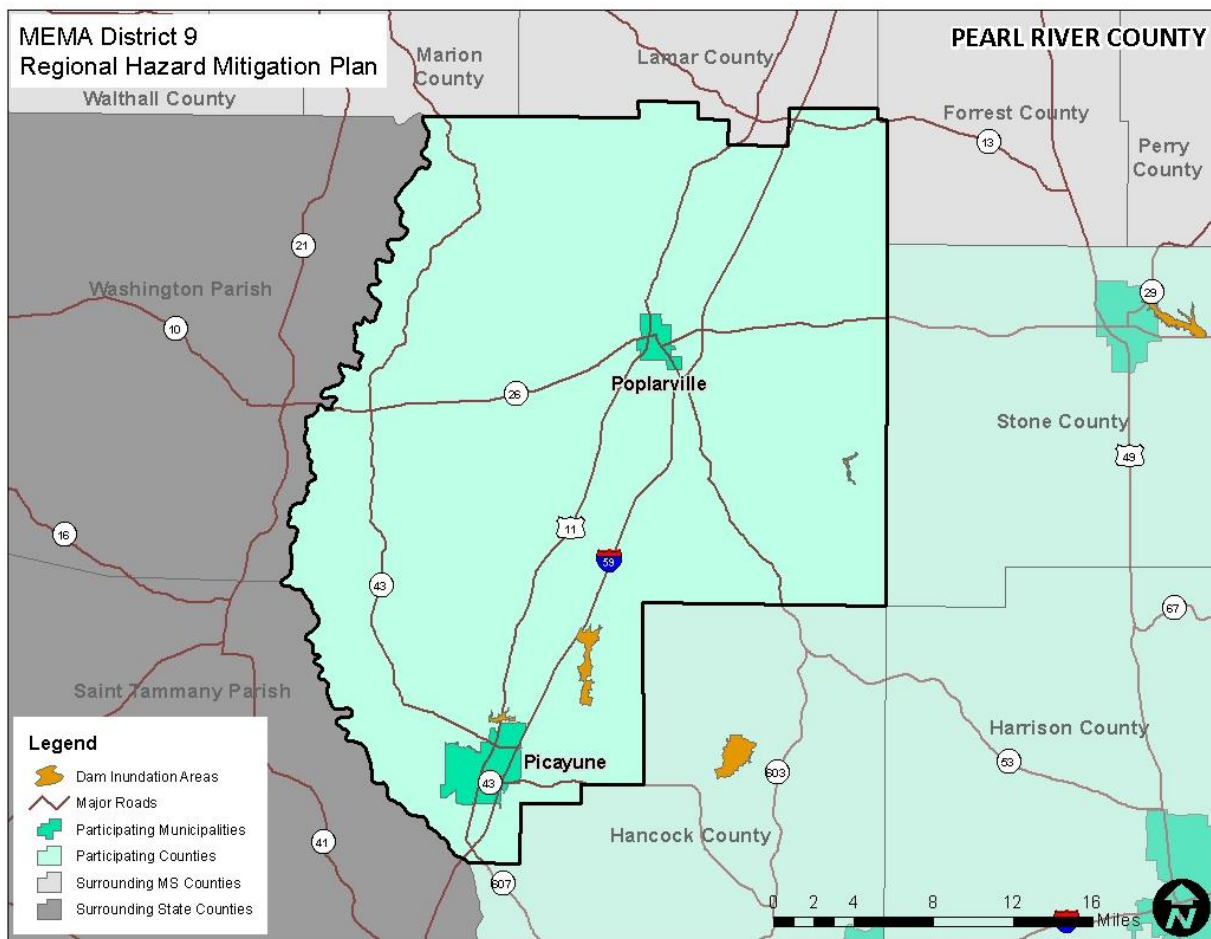 MEMA District 9
Regional Hazard Mitigation Plan
PEARL RIVER COUNTY
Marion
County
Lamar County
Walthall County
Forrest County
13
Perry
County
21
Washington Parish
10
29
Poplarville
26
Stone County
49
11
16
59
43
67
Saint Tammany Parish
Harrison County
Picayune
53
43
603
Hancock County
41
607
Legend
Dam Inundation Areas
Major Roads
Participating Municipalities
Participating Counties
Surrounding MS Counties
Surrounding State Counties
0 2 4 8 12 16
Miles
N